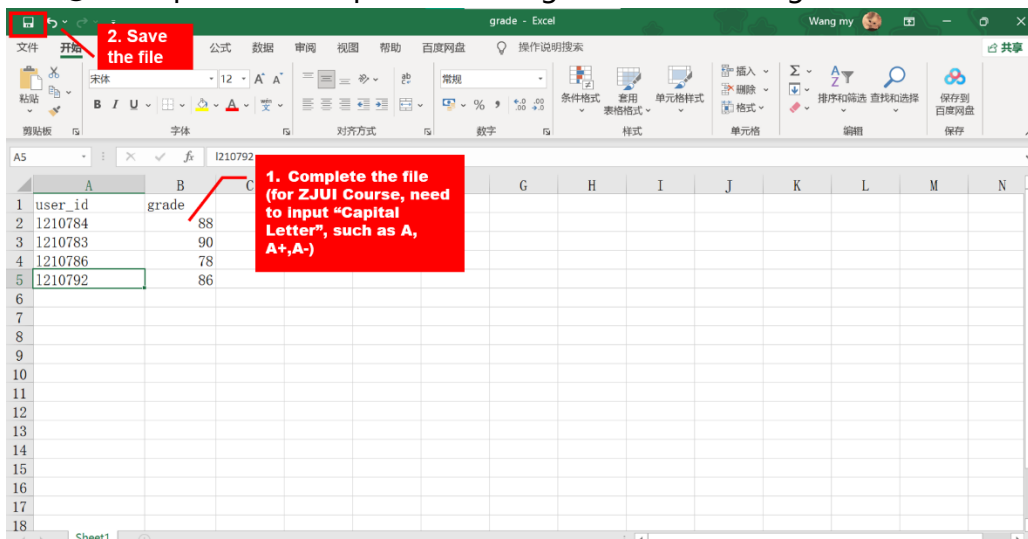 grade - Excel
Wang my
2. Save
the file
文件 开始 公式 数据 审阅 视图 帮助 百度网盘 操作说明搜索 共享
粘贴
宋体 12 A A
B I U A
ab
常规
% , .00
条件格式 套用
表格格式
单元格样式
插入
删除
格式
Σ
排序和筛选 查找和选择
保存到
百度网盘
剪贴板 字体 对齐方式 数字 样式 单元格 编辑 保存
A5 fx l210792
1. Complete the file
(for ZJUI Course, need
to input “Capital
Letter”, such as A,
A+,A-)
A B C G H I J K L M N
1 user_id grade
2 1210784 88
3 1210783 90
4 1210786 78
5 1210792 86
6
7
8
9
10
11
12
13
14
15
16
17
18
Sheet1